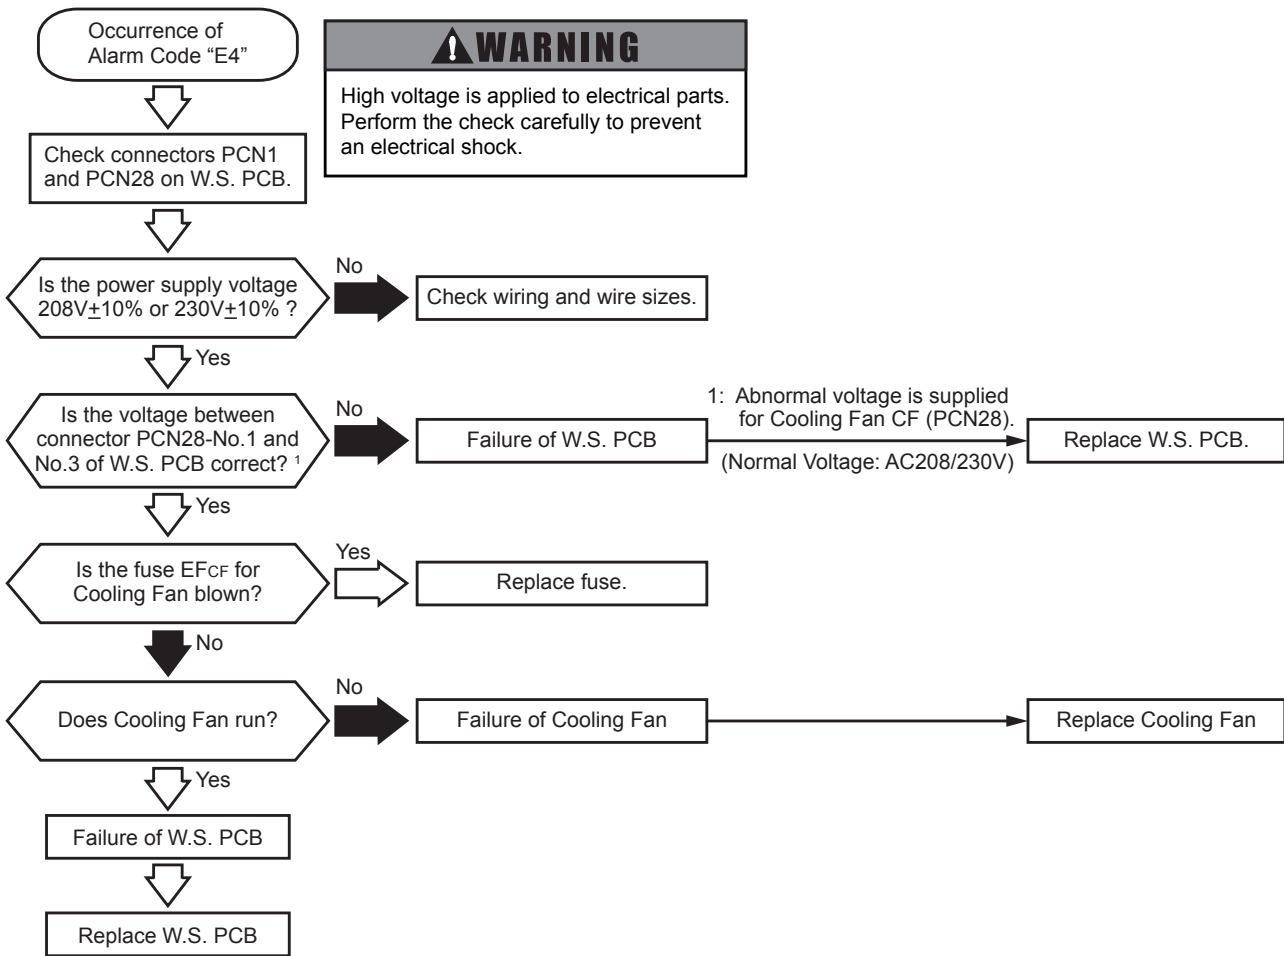 Occurrence of
Alarm Code “E4”
WARNING
High voltage is applied to electrical parts.
Perform the check carefully to prevent
an electrical shock.
Check connectors PCN1
and PCN28 on W.S. PCB.
Is the power supply voltage
208V±10% or 230V±10% ?
No
Check wiring and wire sizes.
Yes
Is the voltage between
connector PCN28-No.1 and
No.3 of W.S. PCB correct? 1
No
Failure of W.S. PCB
1: Abnormal voltage is supplied
for Cooling Fan CF (PCN28).
(Normal Voltage: AC208/230V)
Replace W.S. PCB.
Yes
Is the fuse EFCF for
Cooling Fan blown?
Yes
Replace fuse.
No
Does Cooling Fan run?
No
Failure of Cooling Fan
Replace Cooling Fan
Yes
Failure of W.S. PCB
Replace W.S. PCB